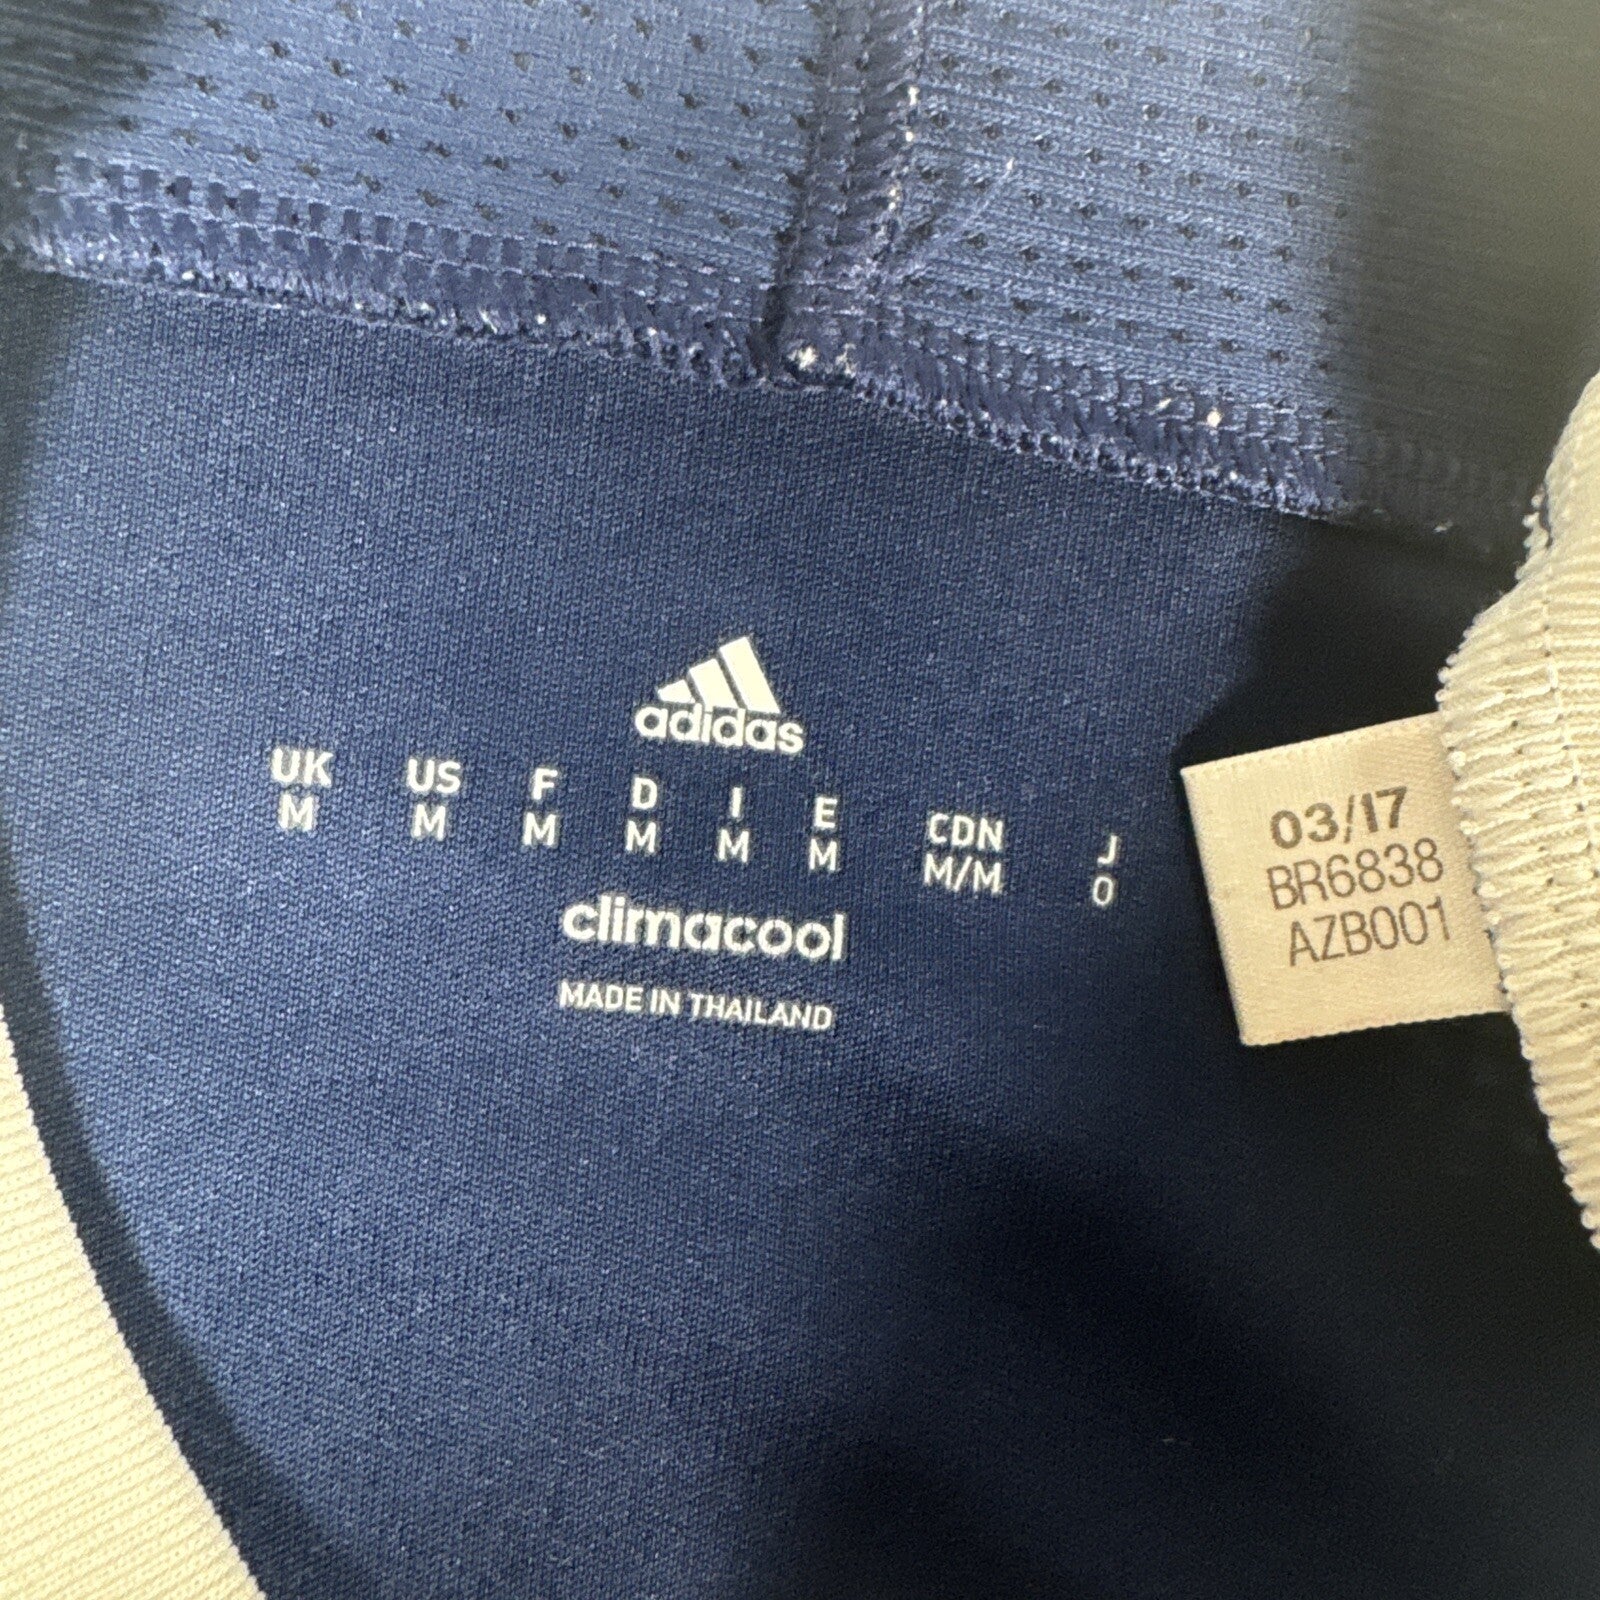 adidas
UK US F D I E CDN J
M M M M M M M/M O
climacool
MADE IN THAILAND
03/17
BR6838
AZB001